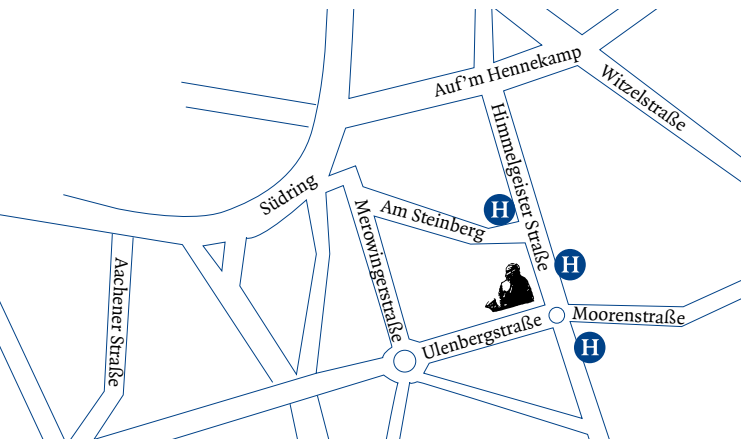 Auf'm Hennekamp
Witzelstraße
Himmelgeister Straße
Südring
H
Am Steinberg
Merowingerstraße
H
Aachener Straße
Moorenstraße
Ulenbergstraße
H